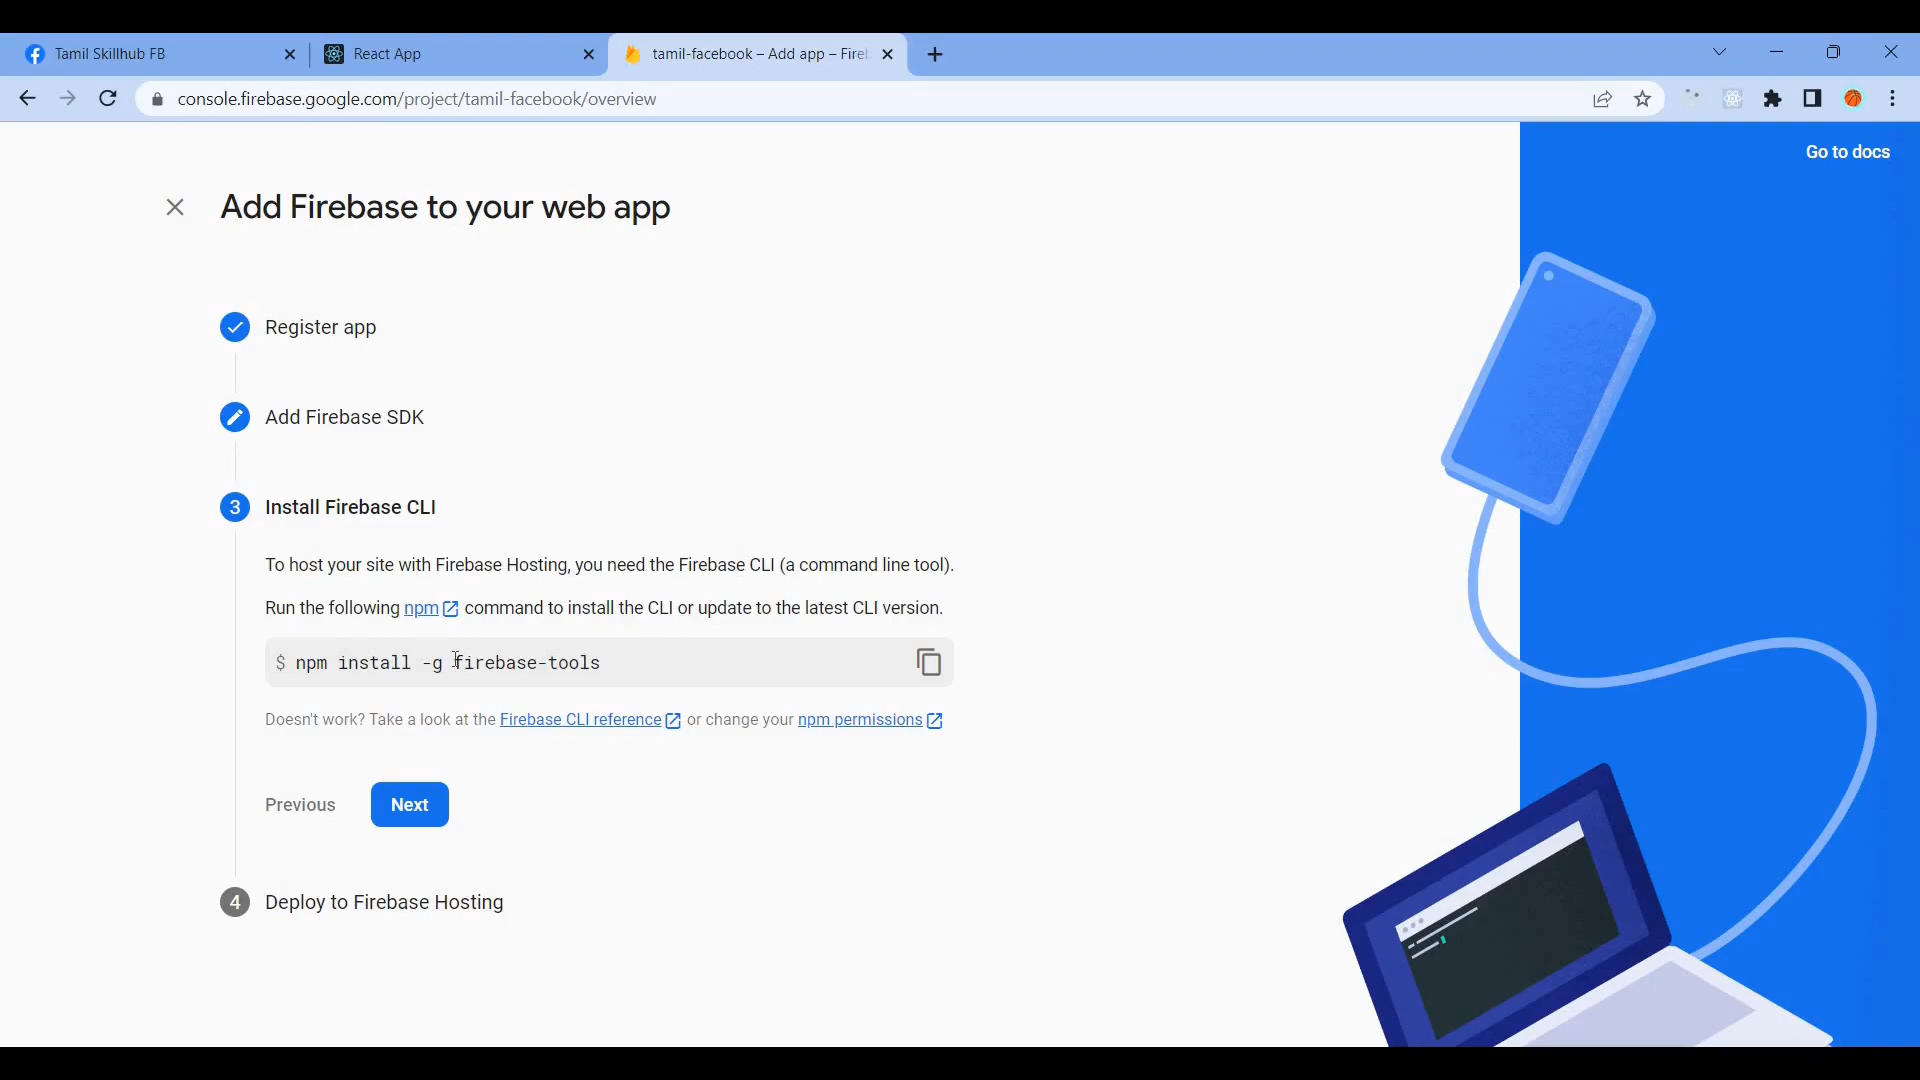 Tamil Skillhub FB
React App
tamil-facebook – Add app – Fire
console.firebase.google.com/project/tamil-facebook/overview
Go to docs
Add Firebase to your web app
Register app
Add Firebase SDK
3 Install Firebase CLI
To host your site with Firebase Hosting, you need the Firebase CLI (a command line tool).
Run the following npm command to install the CLI or update to the latest CLI version.
$ npm install -g firebase-tools
Doesn't work? Take a look at the Firebase CLI reference or change your npm permissions
Previous Next
4 Deploy to Firebase Hosting